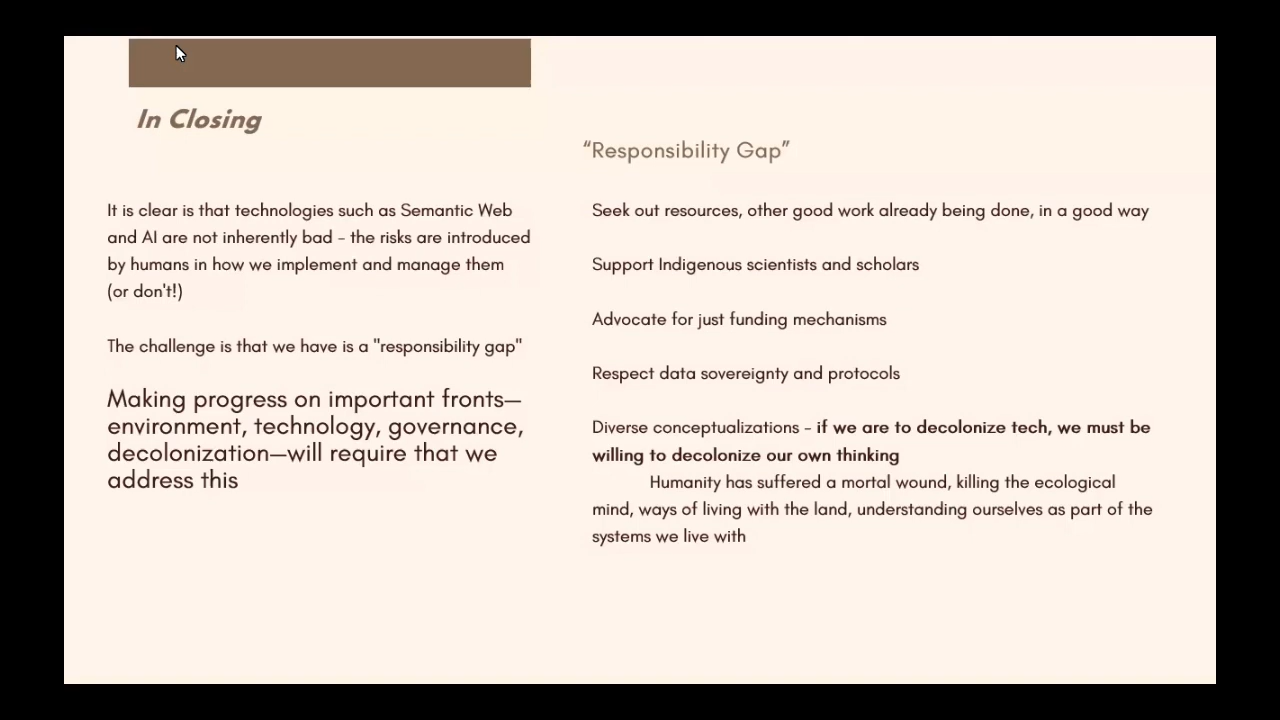 In Closing
It is clear is that technologies such as Semantic Web
and AI are not inherently bad - the risks are introduced
by humans in how we implement and manage them
(or don't!)
The challenge is that we have is a "responsibility gap"
Making progress on important fronts—
environment, technology, governance,
decolonization—will require that we
address this
“Responsibility Gap”
Seek out resources, other good work already being done, in a good way
Support Indigenous scientists and scholars
Advocate for just funding mechanisms
Respect data sovereignty and protocols
Diverse conceptualizations - if we are to decolonize tech, we must be
willing to decolonize our own thinking
Humanity has suffered a mortal wound, killing the ecological
mind, ways of living with the land, understanding ourselves as part of the
systems we live with